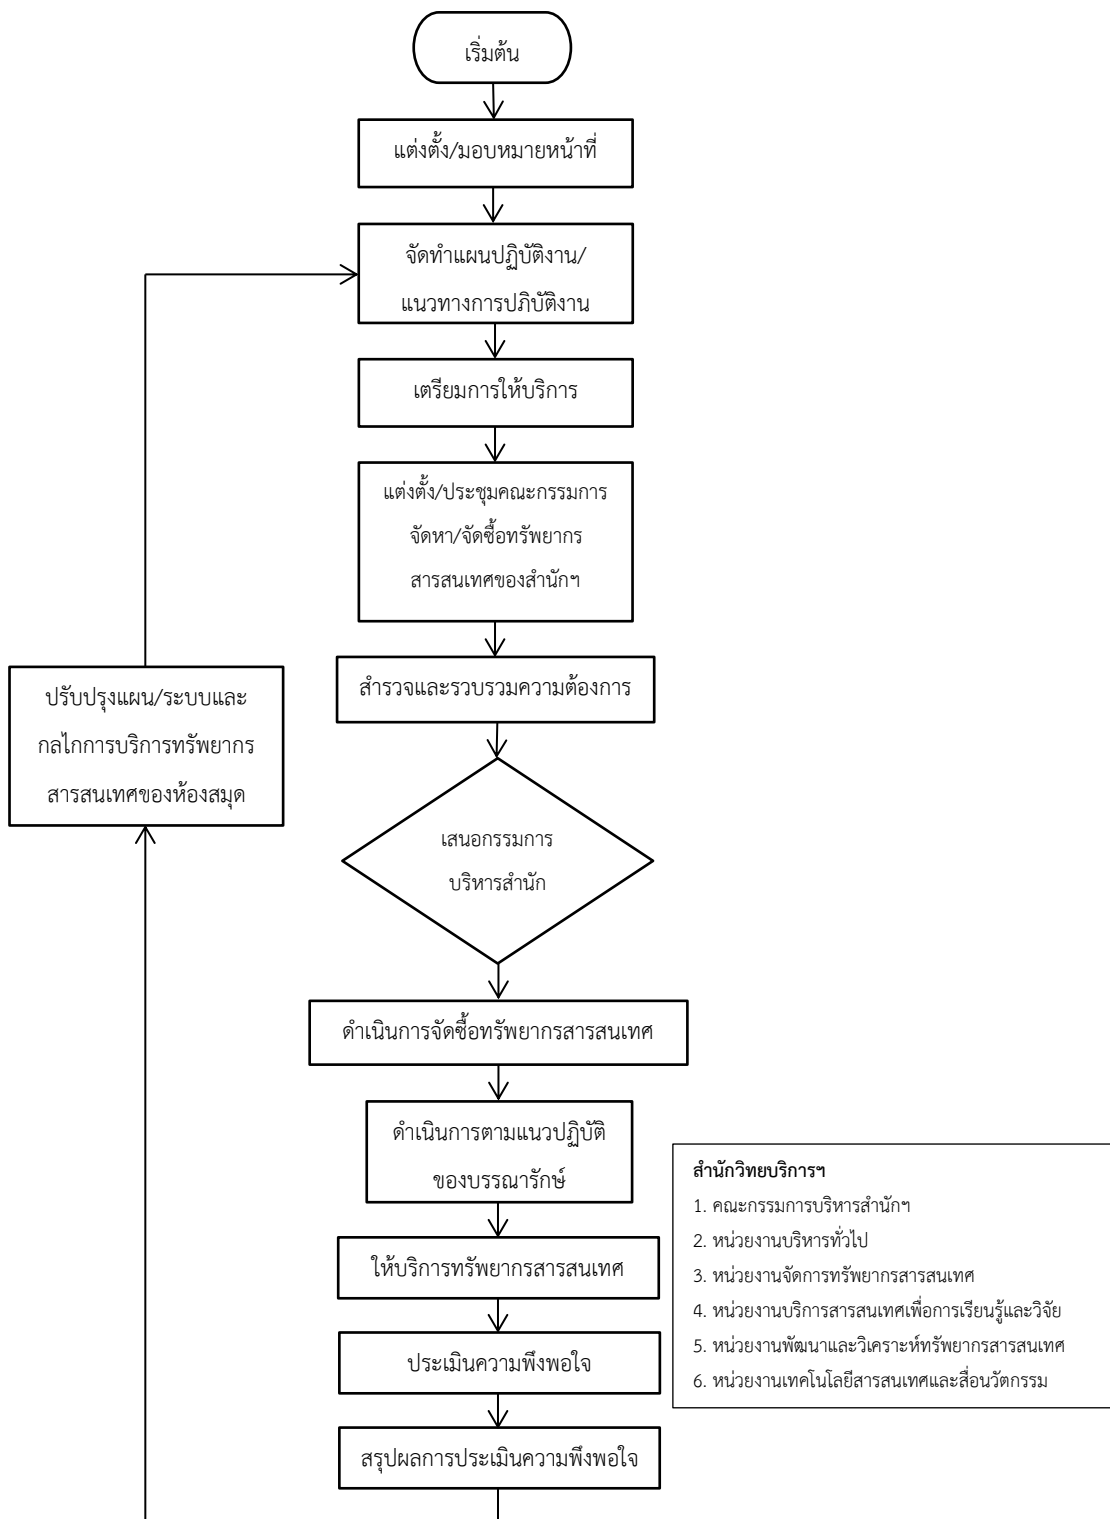 เริ่มต้น
แต่งตั้ง/มอบหมายหน้าที่
จัดทำแผนปฏิบัติงาน/
แนวทางการปภิบัติงาน
เตรียมการให้บริการ
แต่งตั้ง/ประชุมคณะกรรมการ
จัดหา/จัดซื้อทรัพยากร
สารสนเทศของสำนักฯ
สำรวจและรวบรวมความต้องการ
ปรับปรุงแผน/ระบบและ
กลไกการบริการทรัพยากร
สารสนเทศของห้องสมุด
เสนอกรรมการ
บริหารสำนัก
ดำเนินการจัดซื้อทรัพยากรสารสนเทศ
ดำเนินการตามแนวปฏิบัติ
ของบรรณารักษ์
ให้บริการทรัพยากรสารสนเทศ
ประเมินความพึงพอใจ
สรุปผลการประเมินความพึงพอใจ
สำนักวิทยบริการฯ
1. คณะกรรมการบริหารสำนักฯ
2. หน่วยงานบริหารทั่วไป
3. หน่วยงานจัดการทรัพยากรสารสนเทศ
4. หน่วยงานบริการสารสนเทศเพื่อการเรียนรู้และวิจัย
5. หน่วยงานพัฒนาและวิเคราะห์ทรัพยากรสารสนเทศ
6. หน่วยงานเทคโนโลยีสารสนเทศและสื่อนวัตกรรม